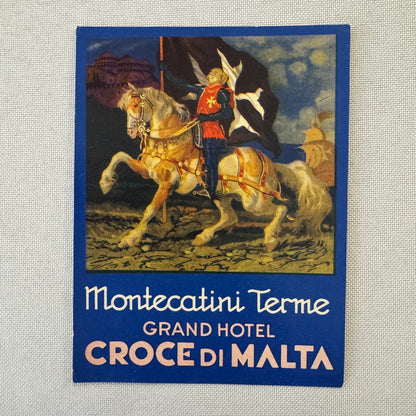 Montecatini Terme
GRAND HOTEL
CROCE DI MALTA